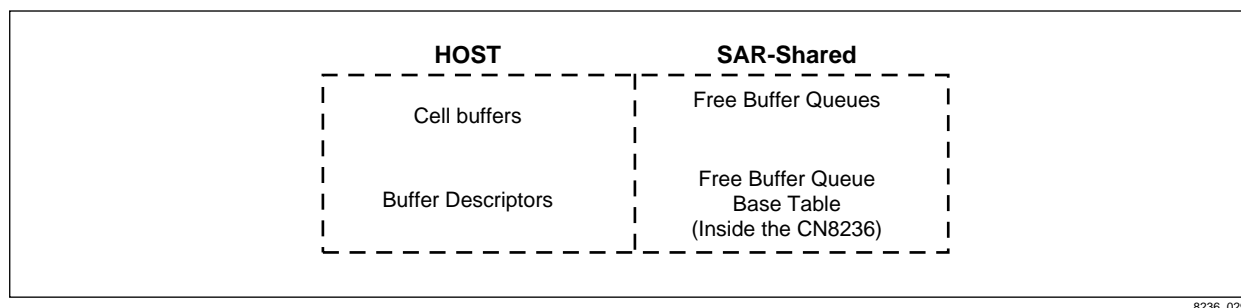 HOST
SAR-Shared
Cell buffers
Free Buffer Queues
Buffer Descriptors
Free Buffer Queue
Base Table
(Inside the CN8236)